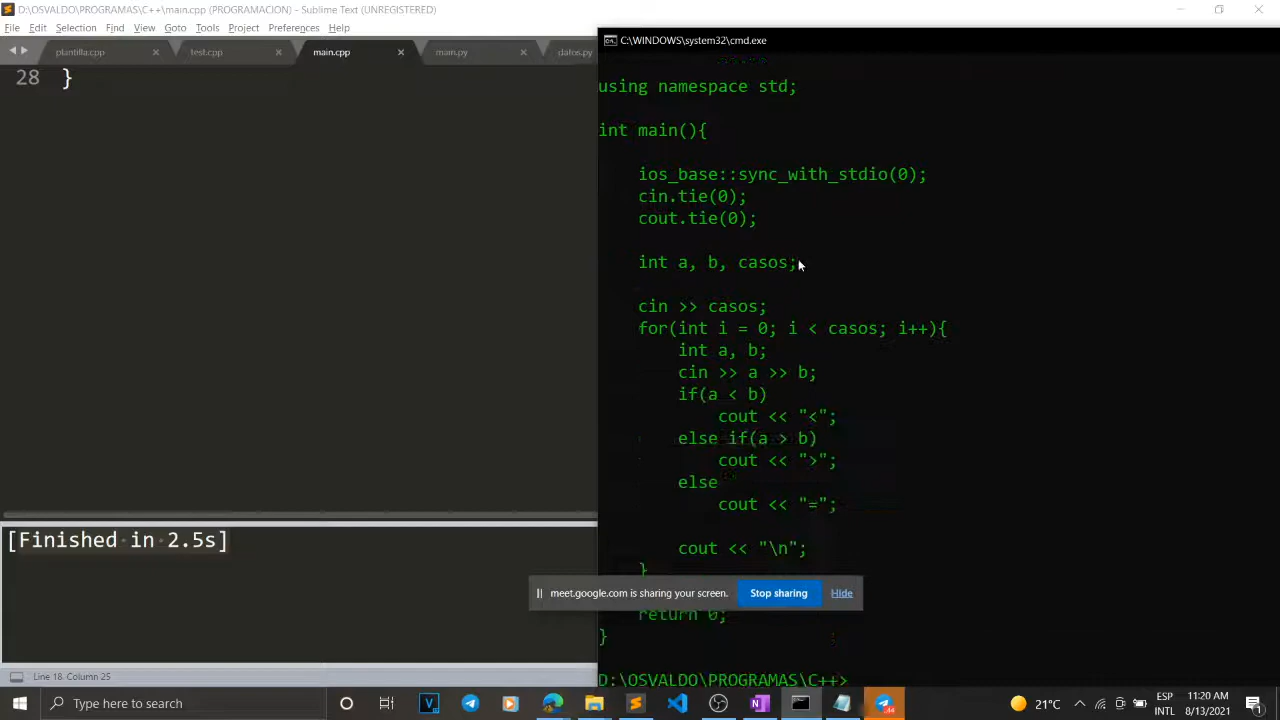 D:\OSVALDO\PROGRAMAS\C++\main.cpp (PROGRAMACION) - Sublime Text (UNREGISTERED)
File Edit Selection Find View Goto Tools Project Preferences Help
plantilla.cpp test.cpp main.cpp main.py datos.py
28 }
[Finished in 2.5s]
Line 18, Column 25
C:\WINDOWS\system32\cmd.exe
using namespace std;
int main(){
ios_base::sync_with_stdio(0);
cin.tie(0);
cout.tie(0);
int a, b, casos;
cin >> casos;
for(int i = 0; i < casos; i++){
int a, b;
cin >> a >> b;
if(a < b)
cout << "<";
else if(a > b)
cout << ">";
else
cout << "=";
cout << "\n";
}
meet.google.com is sharing your screen. Stop sharing Hide
return 0;
}
D:\OSVALDO\PROGRAMAS\C++>
Type here to search
21°C
ESP
INTL
11:20 AM
8/13/2021